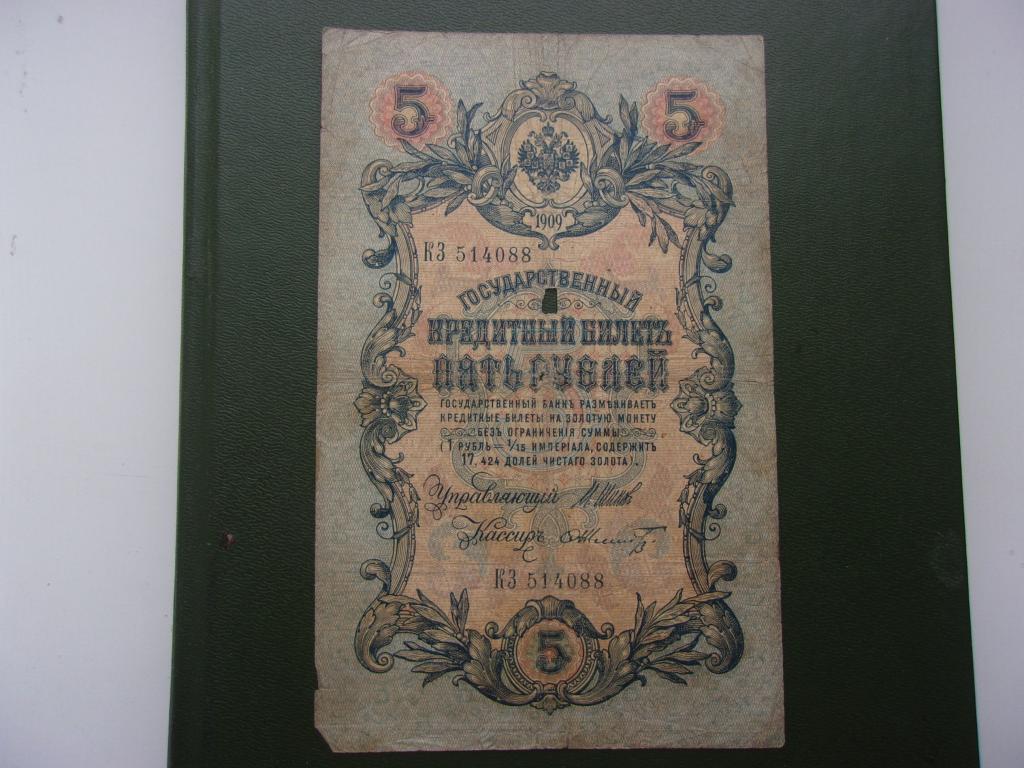 5 5
1909
КЗ 514088
ГОСУДАРСТВЕННЫЙ
КРЕДИТНЫЙ БИЛЕТЪ
ПЯТЬ РУБЛЕЙ
ГОСУДАРСТВЕННЫЙ БАНКЪ РАЗМѢНИВАЕТЪ
КРЕДИТНЫЕ БИЛЕТЫ НА ЗОЛОТУЮ МОНЕТУ
БЕЗЪ ОГРАНИЧЕНІЯ СУММЫ
(1 РУБЛЬ = 1/15 ИМПЕРІАЛА, СОДЕРЖИТЪ
17,424 ДОЛЕЙ ЧИСТАГО ЗОЛОТА).
Управляющій
Кассиръ
КЗ 514088
5